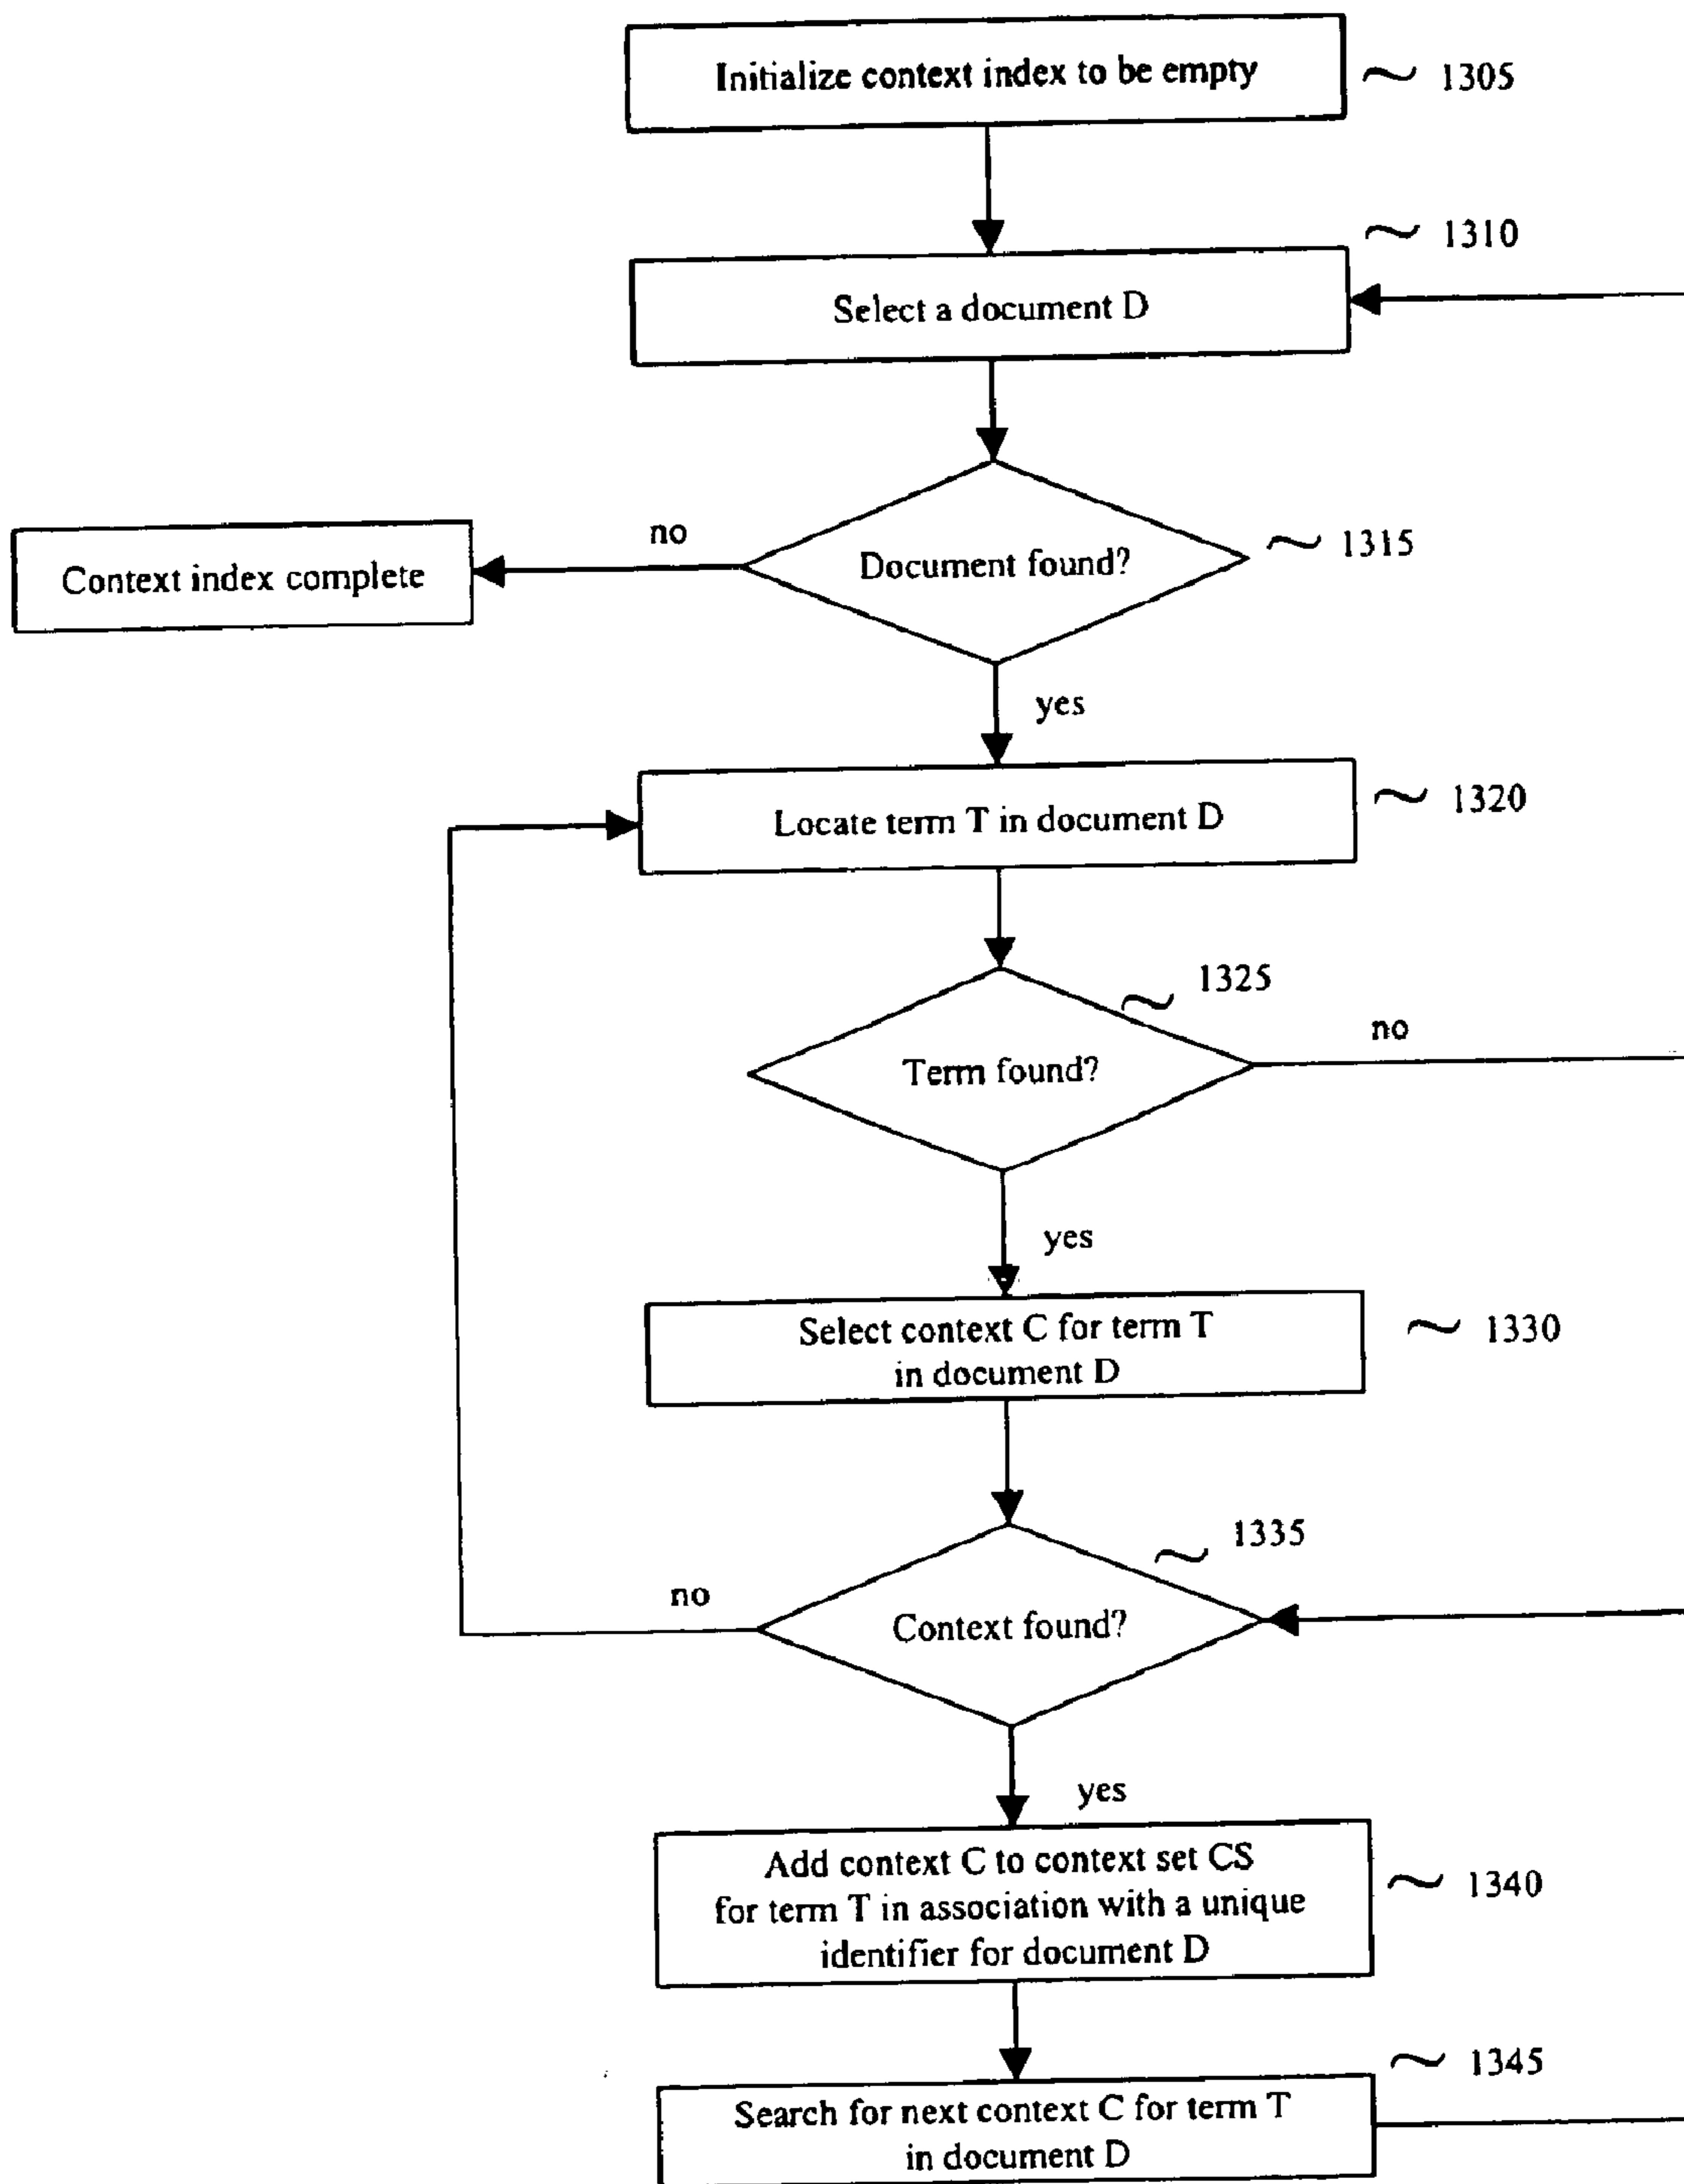 Initialize context index to be empty
1305
1310
Select a document D
no
Document found?
1315
Context index complete
yes
Locate term T in document D
1320
1325
no
Term found?
yes
Select context C for term T
in document D
1330
1335
no
Context found?
yes
Add context C to context set CS
for term T in association with a unique
identifier for document D
1340
1345
Search for next context C for term T
in document D